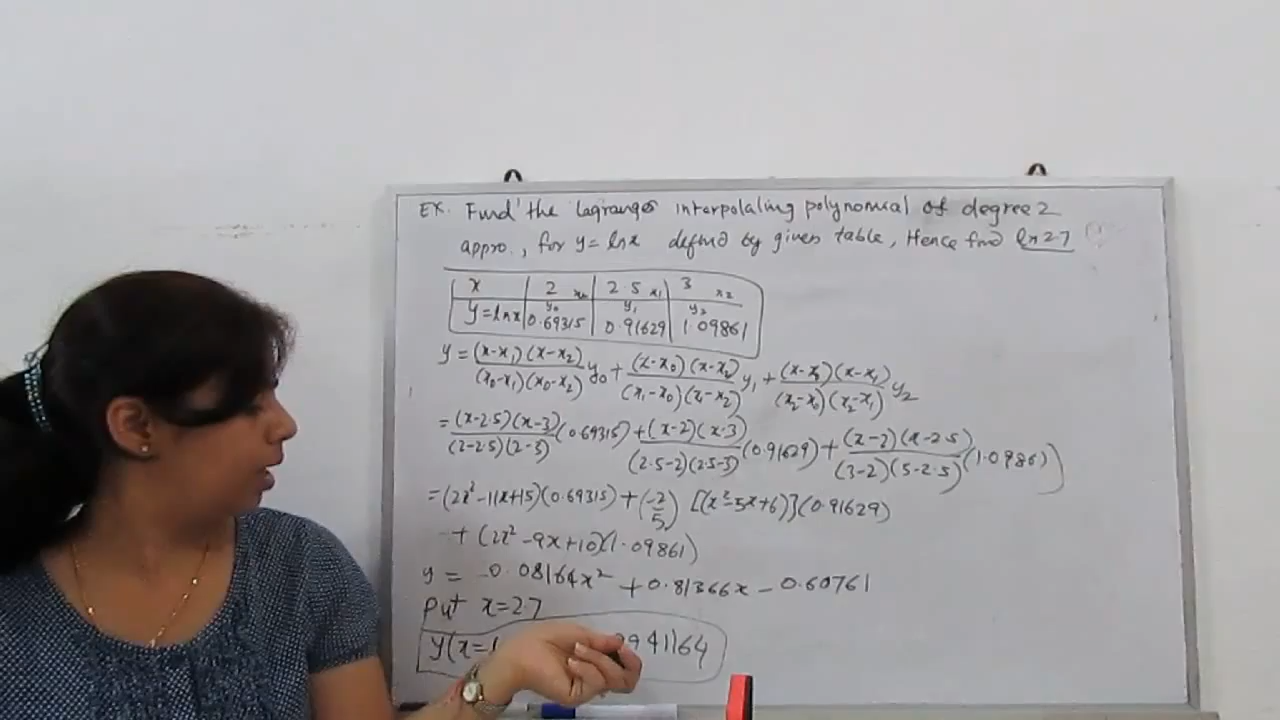 EX. Find the Lagranges interpolating polynomial of degree 2
appro., for y = lnx defind by given table, Hence find ln 2.7
x | 2 x₀ | 2.5 x₁ | 3 x₂
y₀ y₁ y₂
y=lnx | 0.69315 | 0.91629 | 1.09861
y = (x-x₁)(x-x₂)/(x₀-x₁)(x₀-x₂) y₀ + (x-x₀)(x-x₂)/(x₁-x₀)(x₁-x₂) y₁ + (x-x₀)(x-x₁)/(x₂-x₀)(x₂-x₁) y₂
= (x-2.5)(x-3)/(2-2.5)(2-3) (0.69315) + (x-2)(x-3)/(2.5-2)(2.5-3) (0.91629) + (x-2)(x-2.5)/(3-2)(5-2.5) (1.09861)
= (2x²-11x+15)(0.69315) + (-2/5) [(x²-5x+6)](0.91629)
+ (2x²-9x+10)(1.09861)
y = -0.08164x² + 0.81366x - 0.60761
Put x=2.7
y(x= 941164